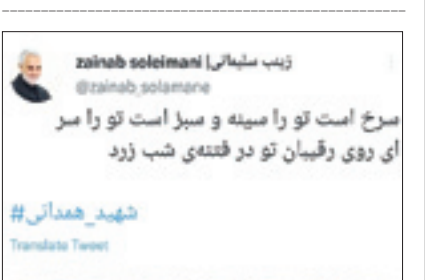 zainab soleimani| زینب سلیمانی
@zainab_solamane
سرخ است تو را سینه و سبز است تو را سر
ای روی رقیبان تو در فتنه‌ی شب زرد
#شهید_همدانی
Translate Tweet